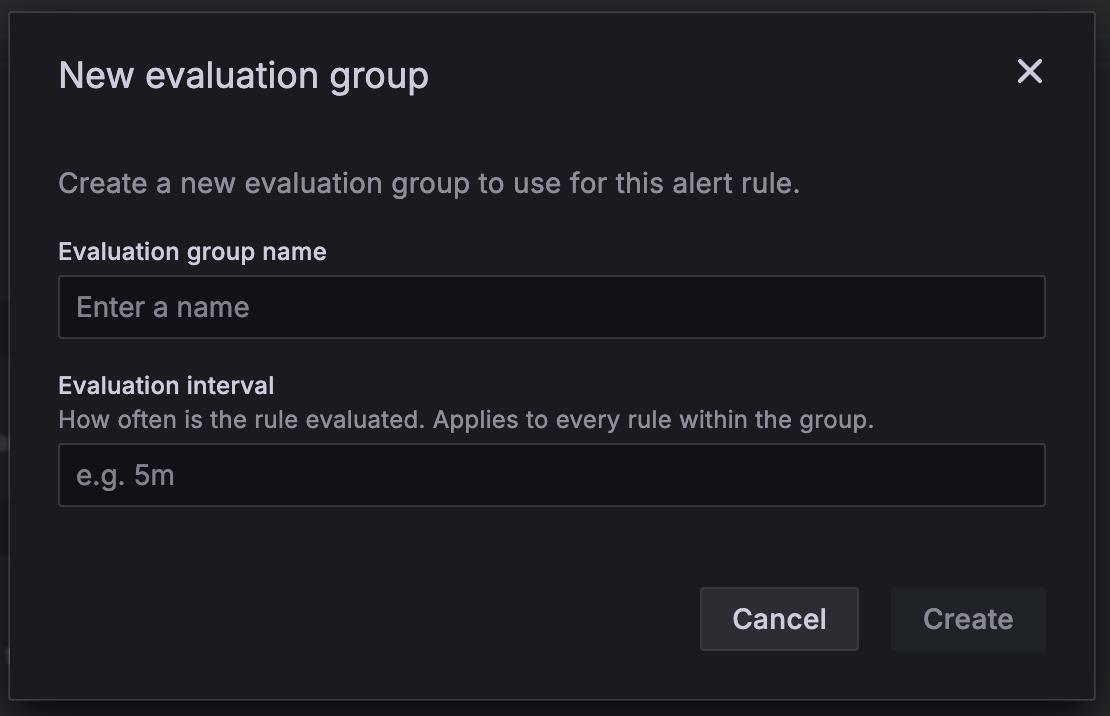 New evaluation group
Create a new evaluation group to use for this alert rule.
Evaluation group name
Enter a name
Evaluation interval
How often is the rule evaluated. Applies to every rule within the group.
e.g. 5m
Cancel
Create